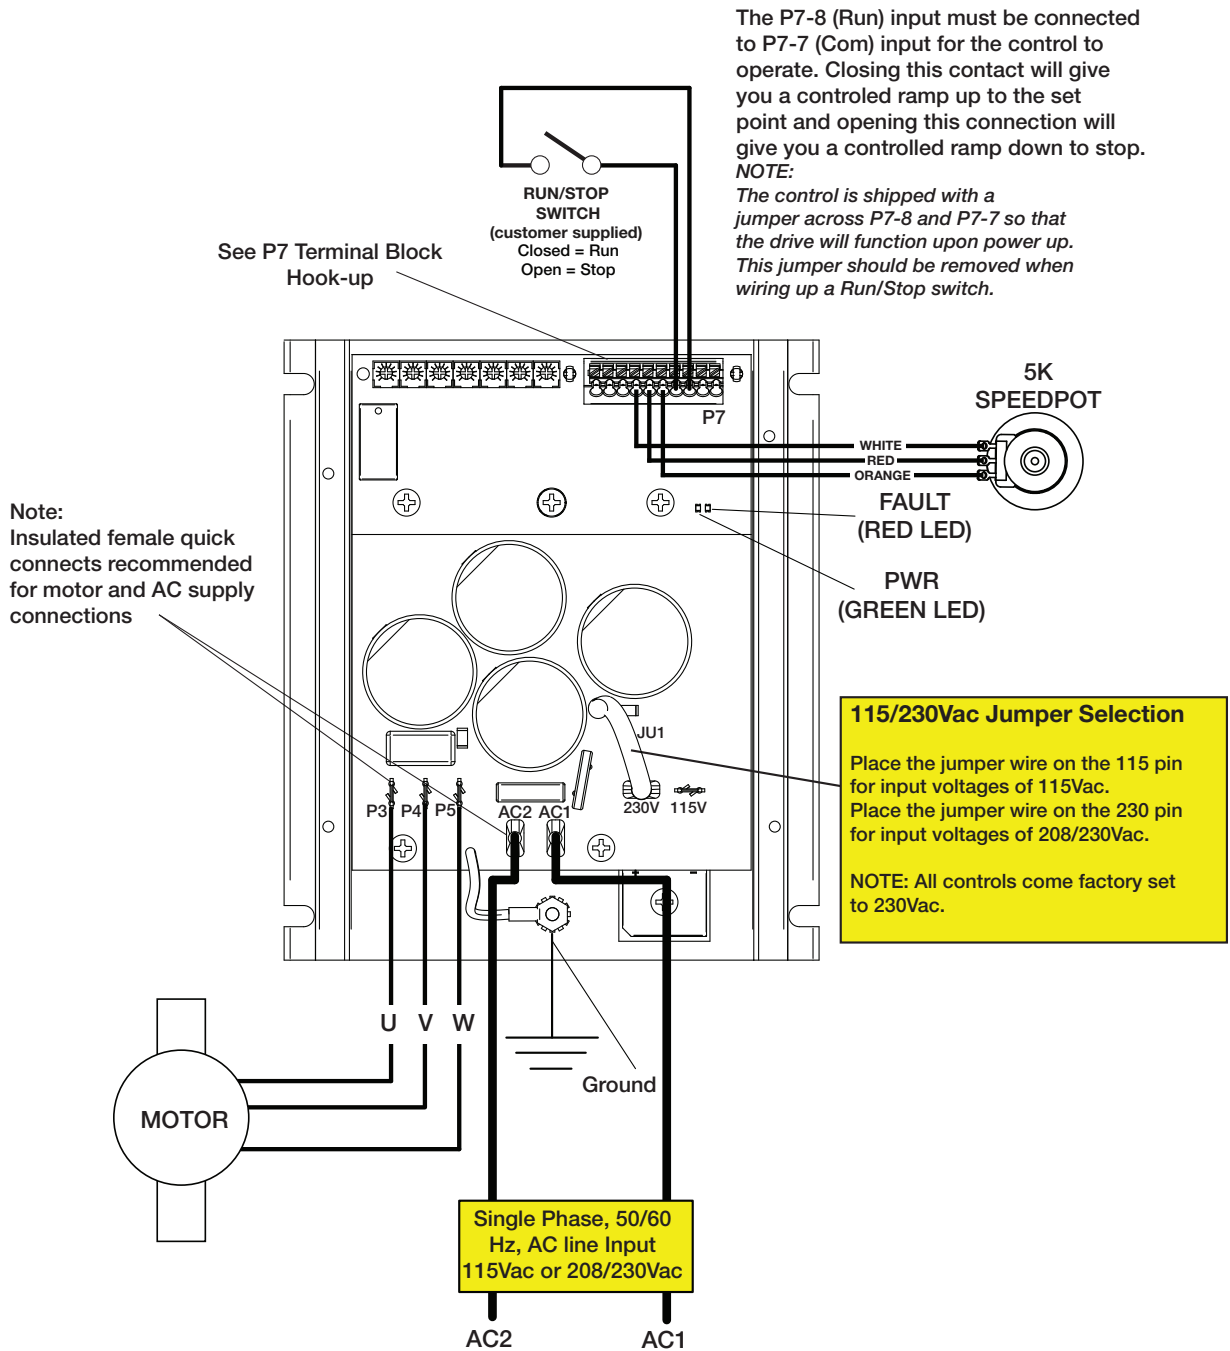 The P7-8 (Run) input must be connected
to P7-7 (Com) input for the control to
operate. Closing this contact will give
you a controled ramp up to the set
point and opening this connection will
give you a controlled ramp down to stop.
NOTE:
The control is shipped with a
jumper across P7-8 and P7-7 so that
the drive will function upon power up.
This jumper should be removed when
wiring up a Run/Stop switch.
RUN/STOP
SWITCH
(customer supplied)
Closed = Run
Open = Stop
See P7 Terminal Block
Hook-up
P7
5K
SPEEDPOT
WHITE
RED
ORANGE
FAULT
(RED LED)
PWR
(GREEN LED)
Note:
Insulated female quick
connects recommended
for motor and AC supply
connections
115/230Vac Jumper Selection
Place the jumper wire on the 115 pin
for input voltages of 115Vac.
Place the jumper wire on the 230 pin
for input voltages of 208/230Vac.
NOTE: All controls come factory set
to 230Vac.
JU1
230V 115V
P3 P4 P5
AC2 AC1
U V W
Ground
MOTOR
Single Phase, 50/60
Hz, AC line Input
115Vac or 208/230Vac
AC2
AC1